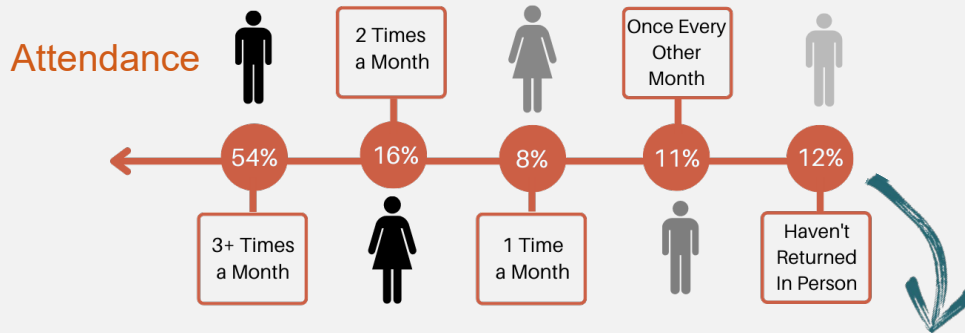 Attendance
2 Times
a Month
Once Every
Other
Month
54%
16%
8%
11%
12%
3+ Times
a Month
1 Time
a Month
Haven't
Returned
In Person